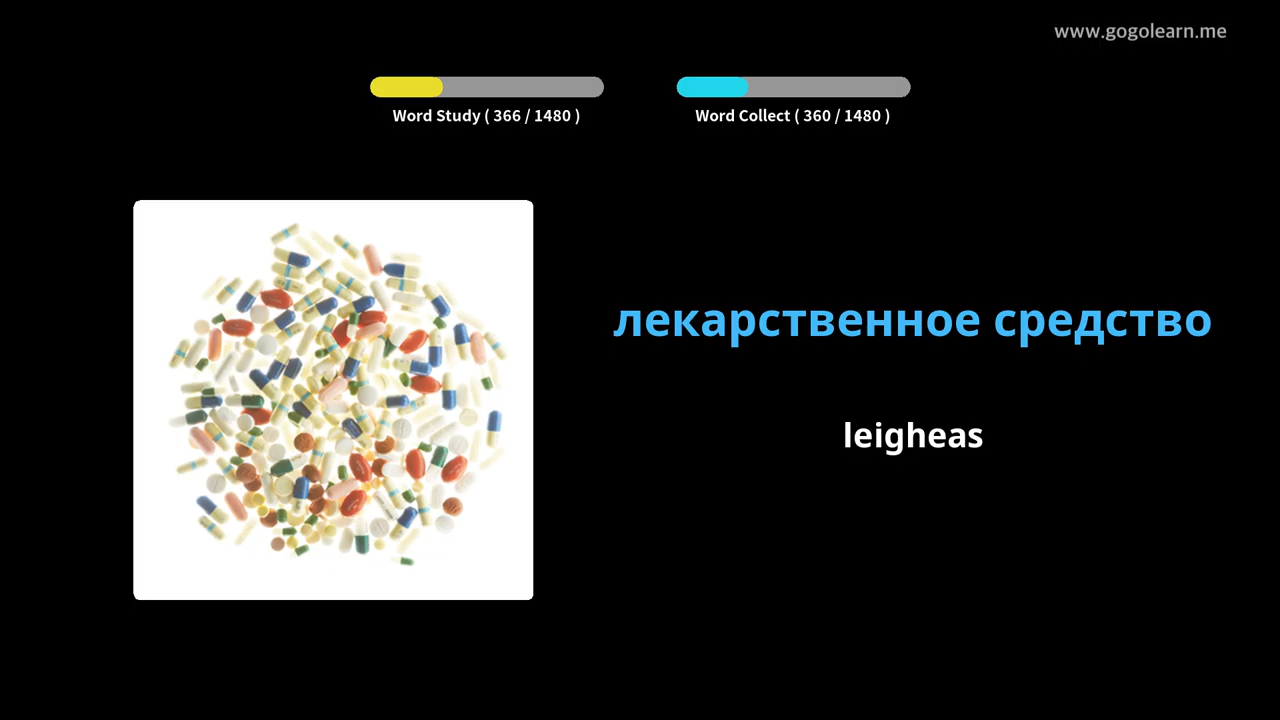 www.gogolearn.me
Word Study ( 366 / 1480 )
Word Collect ( 360 / 1480 )
лекарственное средство
leigheas